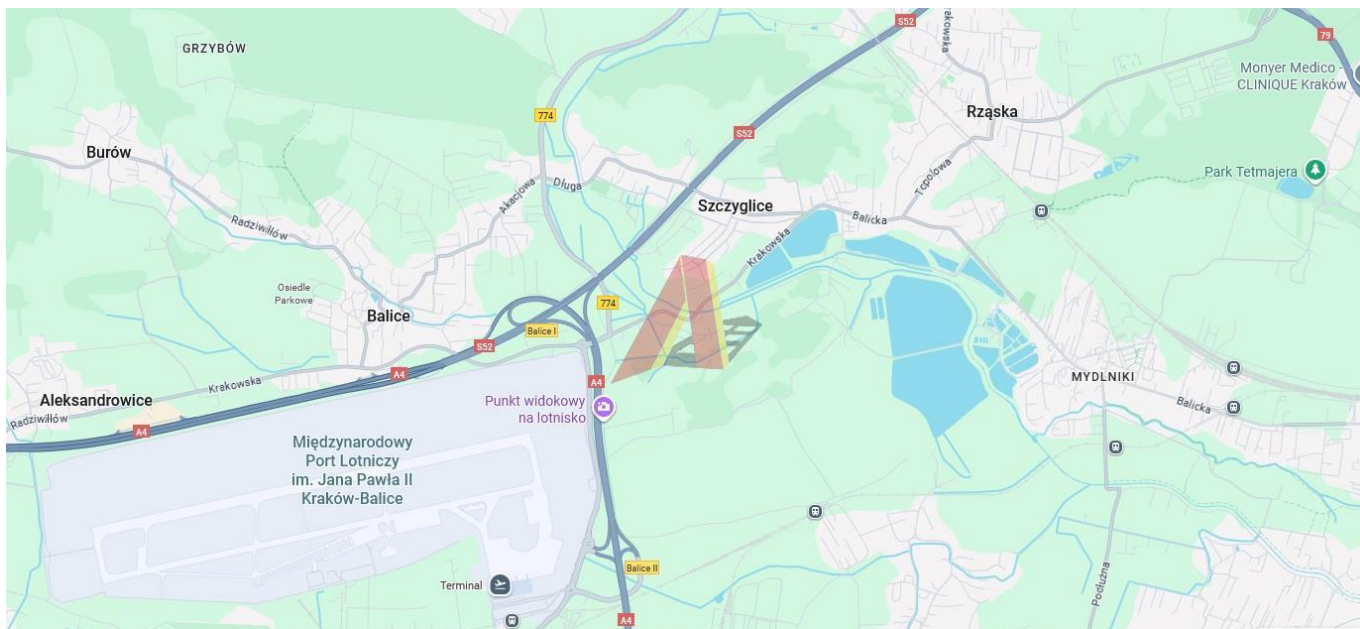 GRZYBÓW
S52
rakowska
79
Monyer Medico -
CLINIQUE Kraków
774
Rząska
S52
Burów
Park Tetmajera
Długa
Akacjowa
Szczyglice
Balicka
Radziwiłłów
Krakowska
Osiedle
Parkowe
774
Balice
Balice I
S52
A4
Krakowska
A4
MYDLNIKI
Aleksandrowice
Radziwiłłów
Punkt widokowy
na lotnisko
Balicka
A4
Międzynarodowy
Port Lotniczy
im. Jana Pawła II
Kraków-Balice
Balice II
Terminal
Podłużna
A4